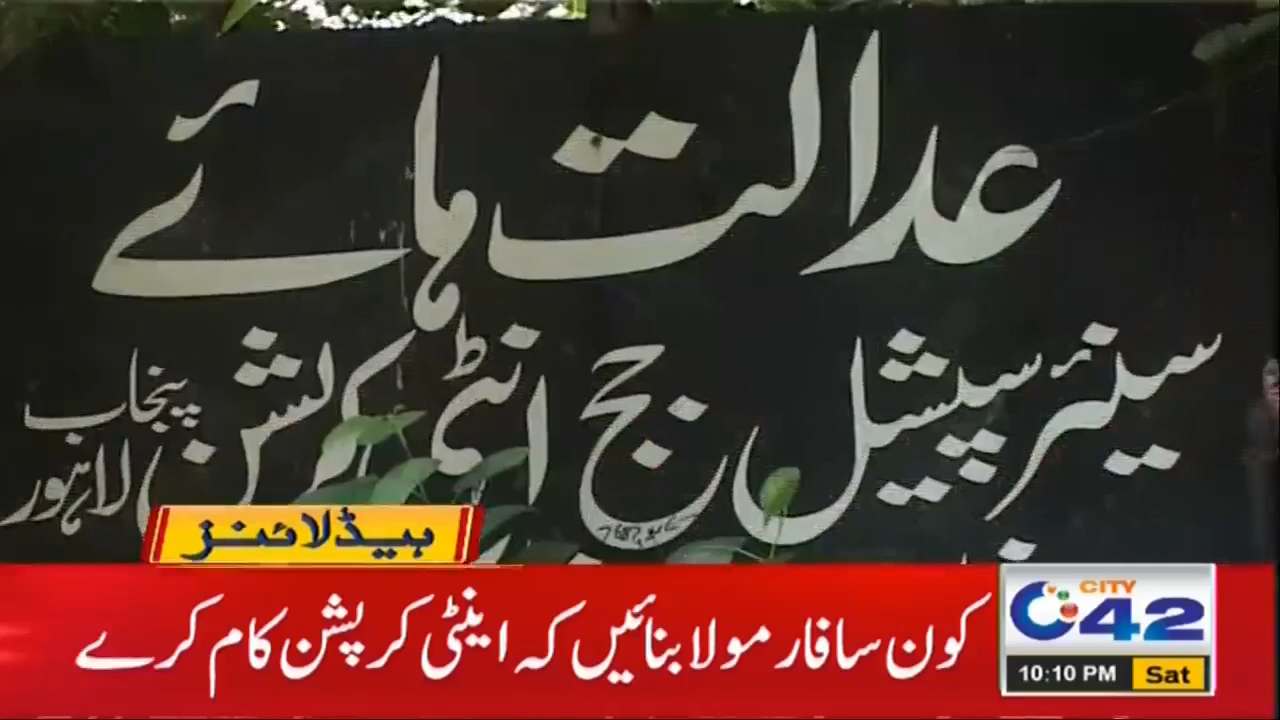 عدالت ہائے
سینئر سپیشل جج انٹی کرپشن پنجاب لاہور
ہیڈلائنز
کون سا فارمولا بنائیں کہ اینٹی کرپشن کام کرے
CITY
42
10:10 PM Sat